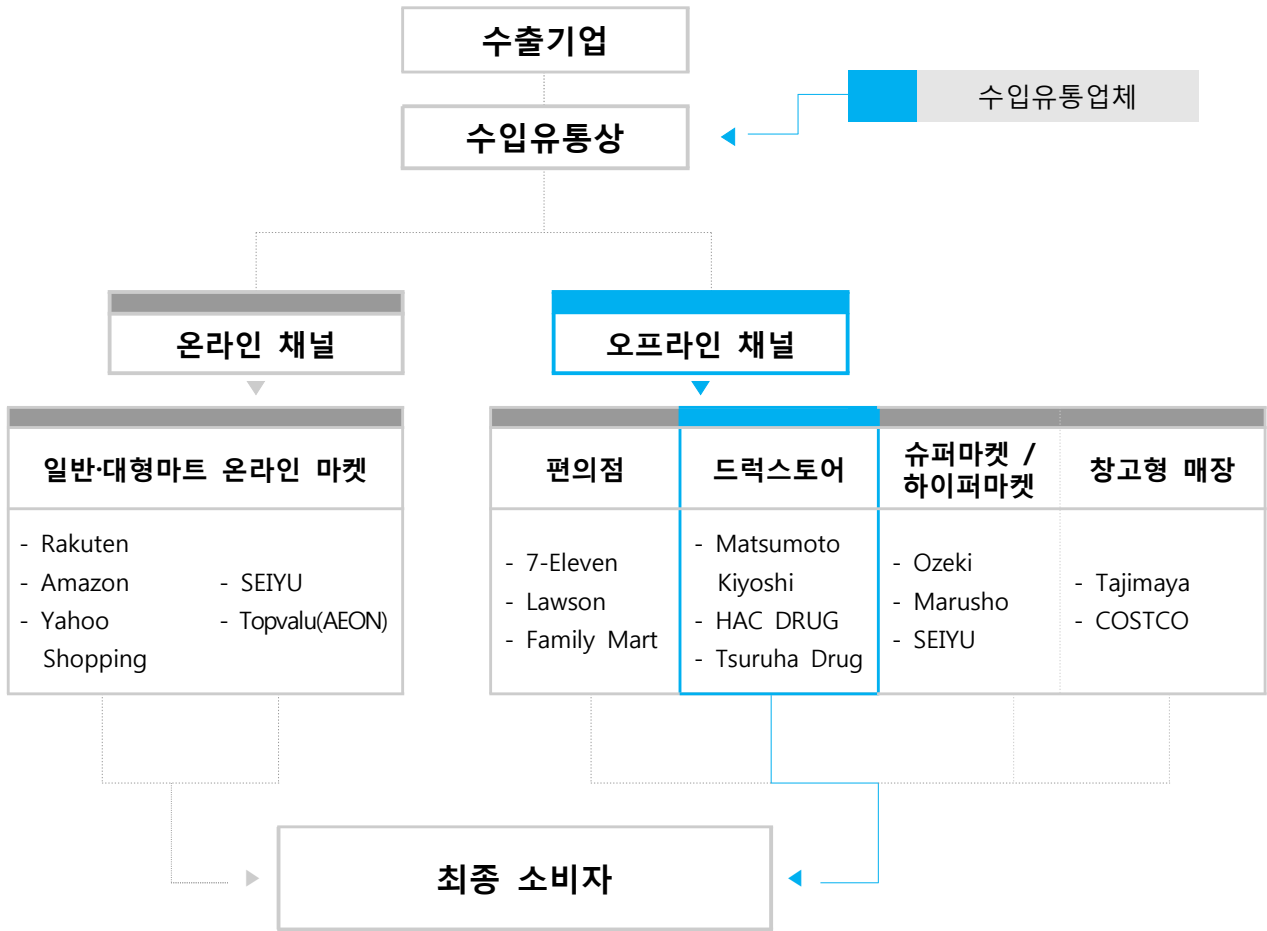 수출기업
수입유통업체
수입유통상
온라인 채널
오프라인 채널
일반·대형마트 온라인 마켓
- Rakuten
- Amazon
- Yahoo
Shopping
- SEIYU
- Topvalu(AEON)
편의점
- 7-Eleven
- Lawson
- Family Mart
드럭스토어
- Matsumoto
Kiyoshi
- HAC DRUG
- Tsuruha Drug
슈퍼마켓 /
하이퍼마켓
- Ozeki
- Marusho
- SEIYU
창고형 매장
- Tajimaya
- COSTCO
최종 소비자